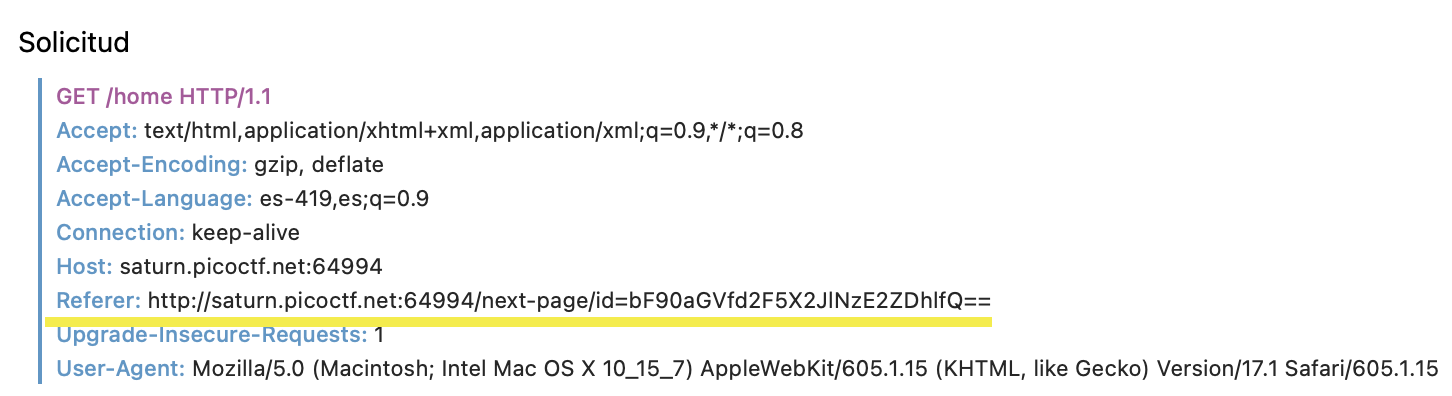 Solicitud
GET /home HTTP/1.1
Accept: text/html,application/xhtml+xml,application/xml;q=0.9,*/*;q=0.8
Accept-Encoding: gzip, deflate
Accept-Language: es-419,es;q=0.9
Connection: keep-alive
Host: saturn.picoctf.net:64994
Referer: http://saturn.picoctf.net:64994/next-page/id=bF90aGVfd2F5X2JlNzE2ZDhlfQ==
Upgrade-Insecure-Requests: 1
User-Agent: Mozilla/5.0 (Macintosh; Intel Mac OS X 10_15_7) AppleWebKit/605.1.15 (KHTML, like Gecko) Version/17.1 Safari/605.1.15